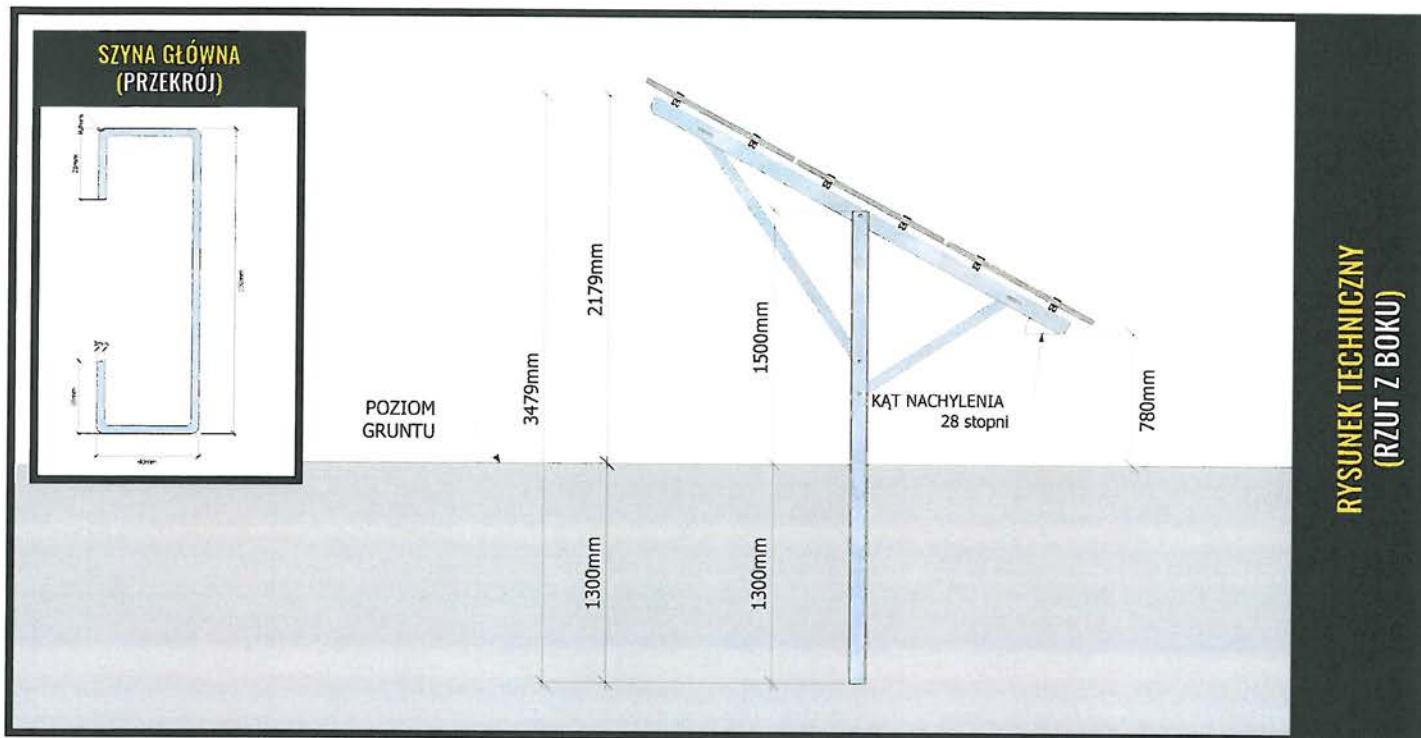 SZYNA GŁÓWNA
(PRZEKRÓJ)
40mm
2179mm
3479mm
1500mm
780mm
KĄT NACHYLENIA
28 stopni
POZIOM
GRUNTU
1300mm
1300mm
RYSUNEK TECHNICZNY
(RZUT Z BOKU)